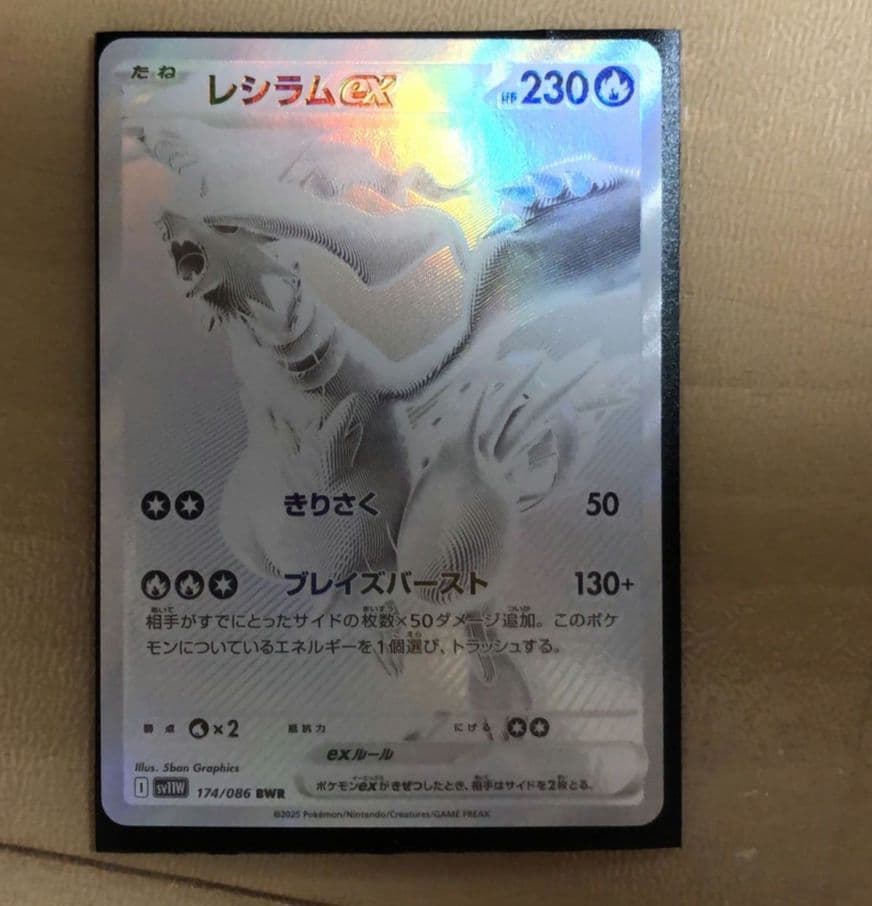 たね レシラムex HP230
きりさく 50
ブレイズバースト 130+
相手がすでにとったサイドの枚数×50ダメージ追加。このポケ
モンについているエネルギーを1個選び、トラッシュする。
弱点 ×2 抵抗力 にげる
exルール
ポケモンexがきぜつしたとき、相手はサイドを2枚とる。
Illus. 5ban Graphics
I sv11W 174/086 BWR
©2025 Pokémon/Nintendo/Creatures/GAME FREAK